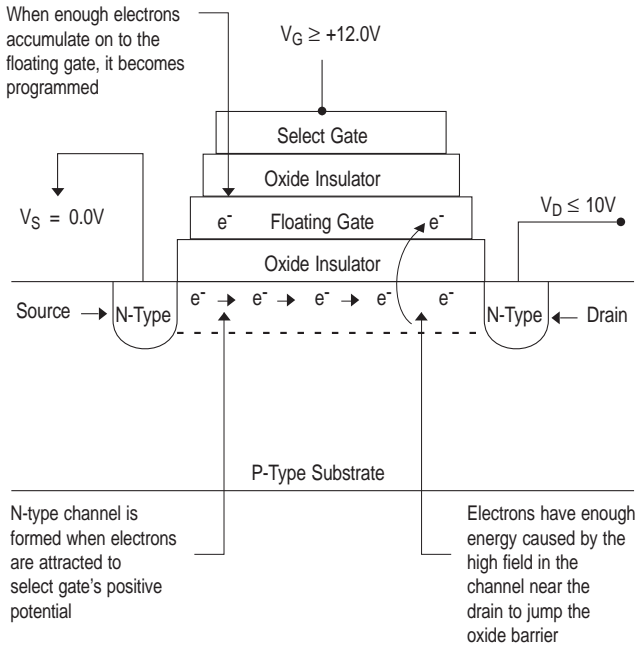 When enough electrons
accumulate on to the
floating gate, it becomes
programmed
V_G ≥ +12.0V
Select Gate
Oxide Insulator
V_S = 0.0V
e- Floating Gate e-
V_D ≤ 10V
Oxide Insulator
Source
N-Type
e- e- e- e- e-
N-Type
Drain
P-Type Substrate
N-type channel is
formed when electrons
are attracted to
select gate's positive
potential
Electrons have enough
energy caused by the
high field in the
channel near the
drain to jump the
oxide barrier